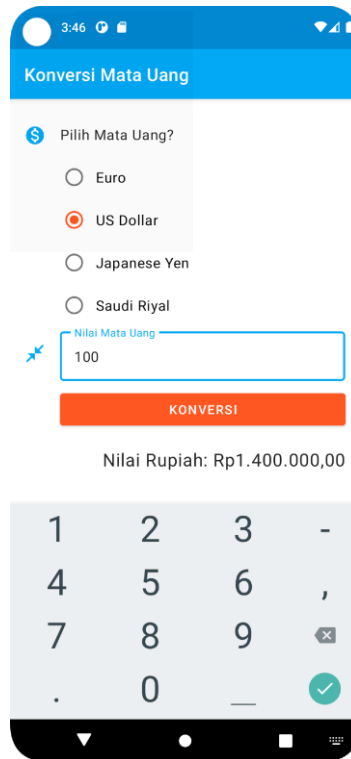 3:46
Konversi Mata Uang
Pilih Mata Uang?
Euro
US Dollar
Japanese Yen
Saudi Riyal
Nilai Mata Uang
100
KONVERSI
Nilai Rupiah: Rp1.400.000,00
1 2 3 -
4 5 6 ,
7 8 9
. 0 _